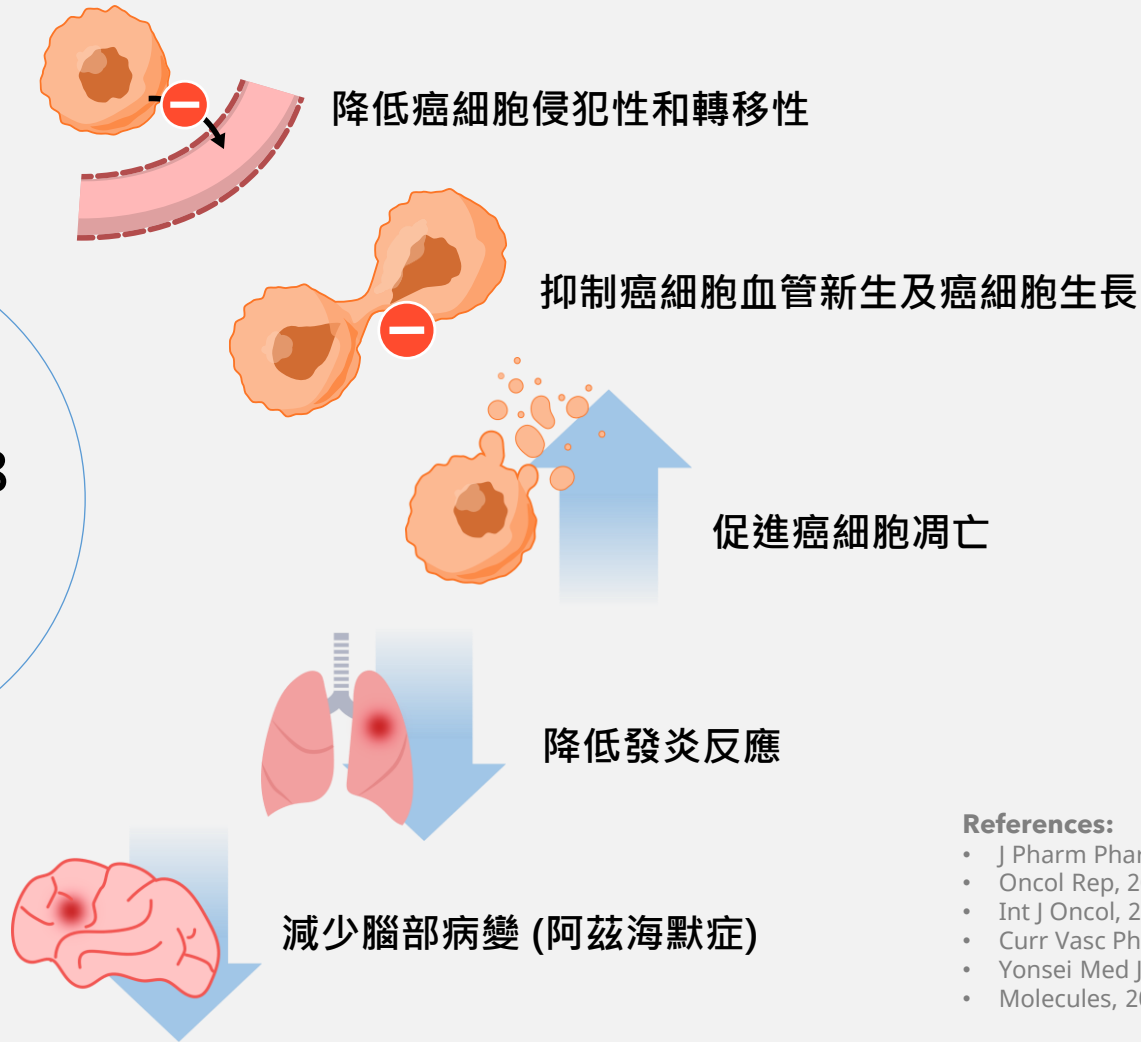 降低癌細胞侵犯性和轉移性
抑制癌細胞血管新生及癌細胞生長
3
促進癌細胞凋亡
降低發炎反應
減少腦部病變 (阿茲海默症)
References:
• J Pharm
• Oncol Rep,
• Int J Oncol,
• Curr Vasc
• Yonsei Med J
• Molecules,